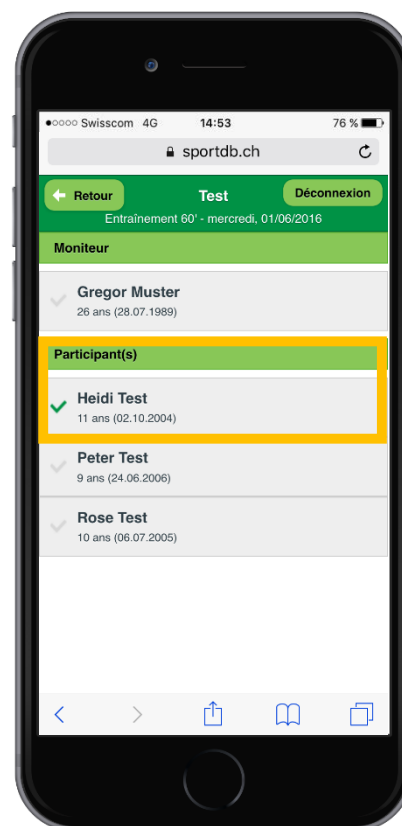 Swisscom 4G 14:53 76 %
sportdb.ch
Retour Test Déconnexion
Entraînement 60' - mercredi, 01/06/2016
Moniteur
Gregor Muster
26 ans (28.07.1989)
Participant(s)
Heidi Test
11 ans (02.10.2004)
Peter Test
9 ans (24.06.2006)
Rose Test
10 ans (06.07.2005)